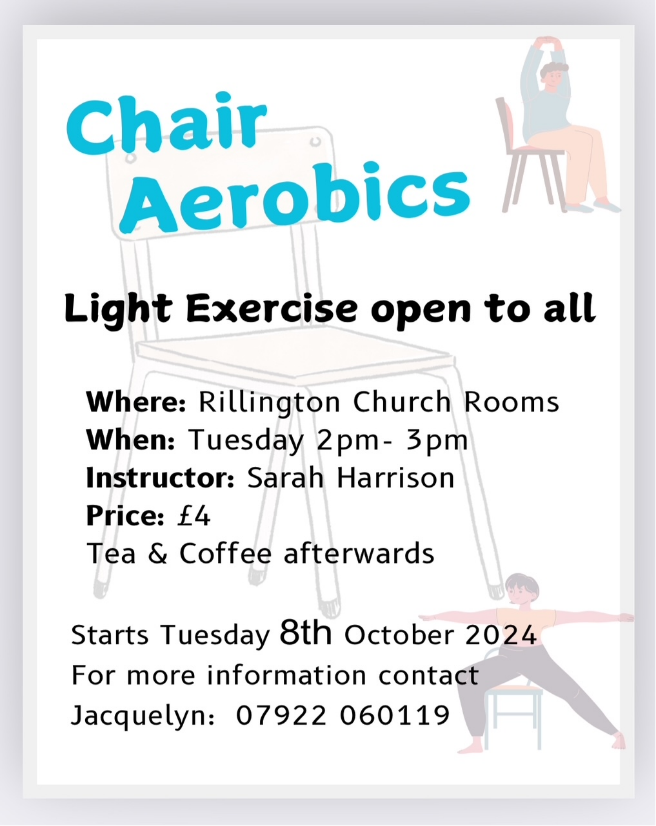 Chair
Aerobics
Light Exercise open to all
Where: Rillington Church Rooms
When: Tuesday 2pm- 3pm
Instructor: Sarah Harrison
Price: £4
Tea & Coffee afterwards
Starts Tuesday 8th October 2024
For more information contact
Jacquelyn: 07922 060119